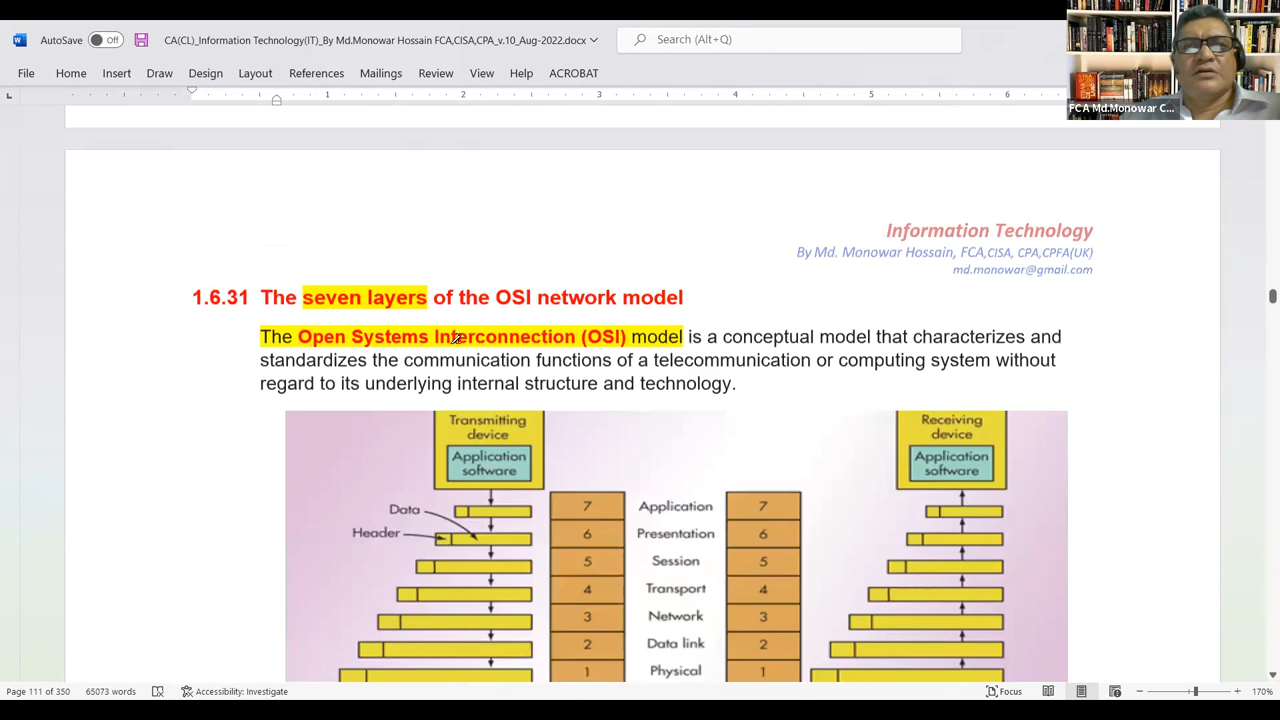 AutoSave Off CA(CL)_Information Technology(IT)_By Md.Monowar Hossain FCA,CISA,CPA_v.10_Aug-2022.docx Search (Alt+Q)
File Home Insert Draw Design Layout References Mailings Review View Help ACROBAT
FCA Md.Monowar C...
1 2 3 4 5 6
Information Technology
By Md. Monowar Hossain, FCA,CISA, CPA,CPFA(UK)
md.monowar@gmail.com
1.6.31 The seven layers of the OSI network model
The Open Systems Interconnection (OSI) model is a conceptual model that characterizes and
standardizes the communication functions of a telecommunication or computing system without
regard to its underlying internal structure and technology.
Transmitting
device
Application
software
Receiving
device
Application
software
Data
Header
7 Application 7
6 Presentation 6
5 Session 5
4 Transport 4
3 Network 3
2 Data link 2
1 Physical 1
Page 111 of 350 65073 words Accessibility: Investigate Focus 170%